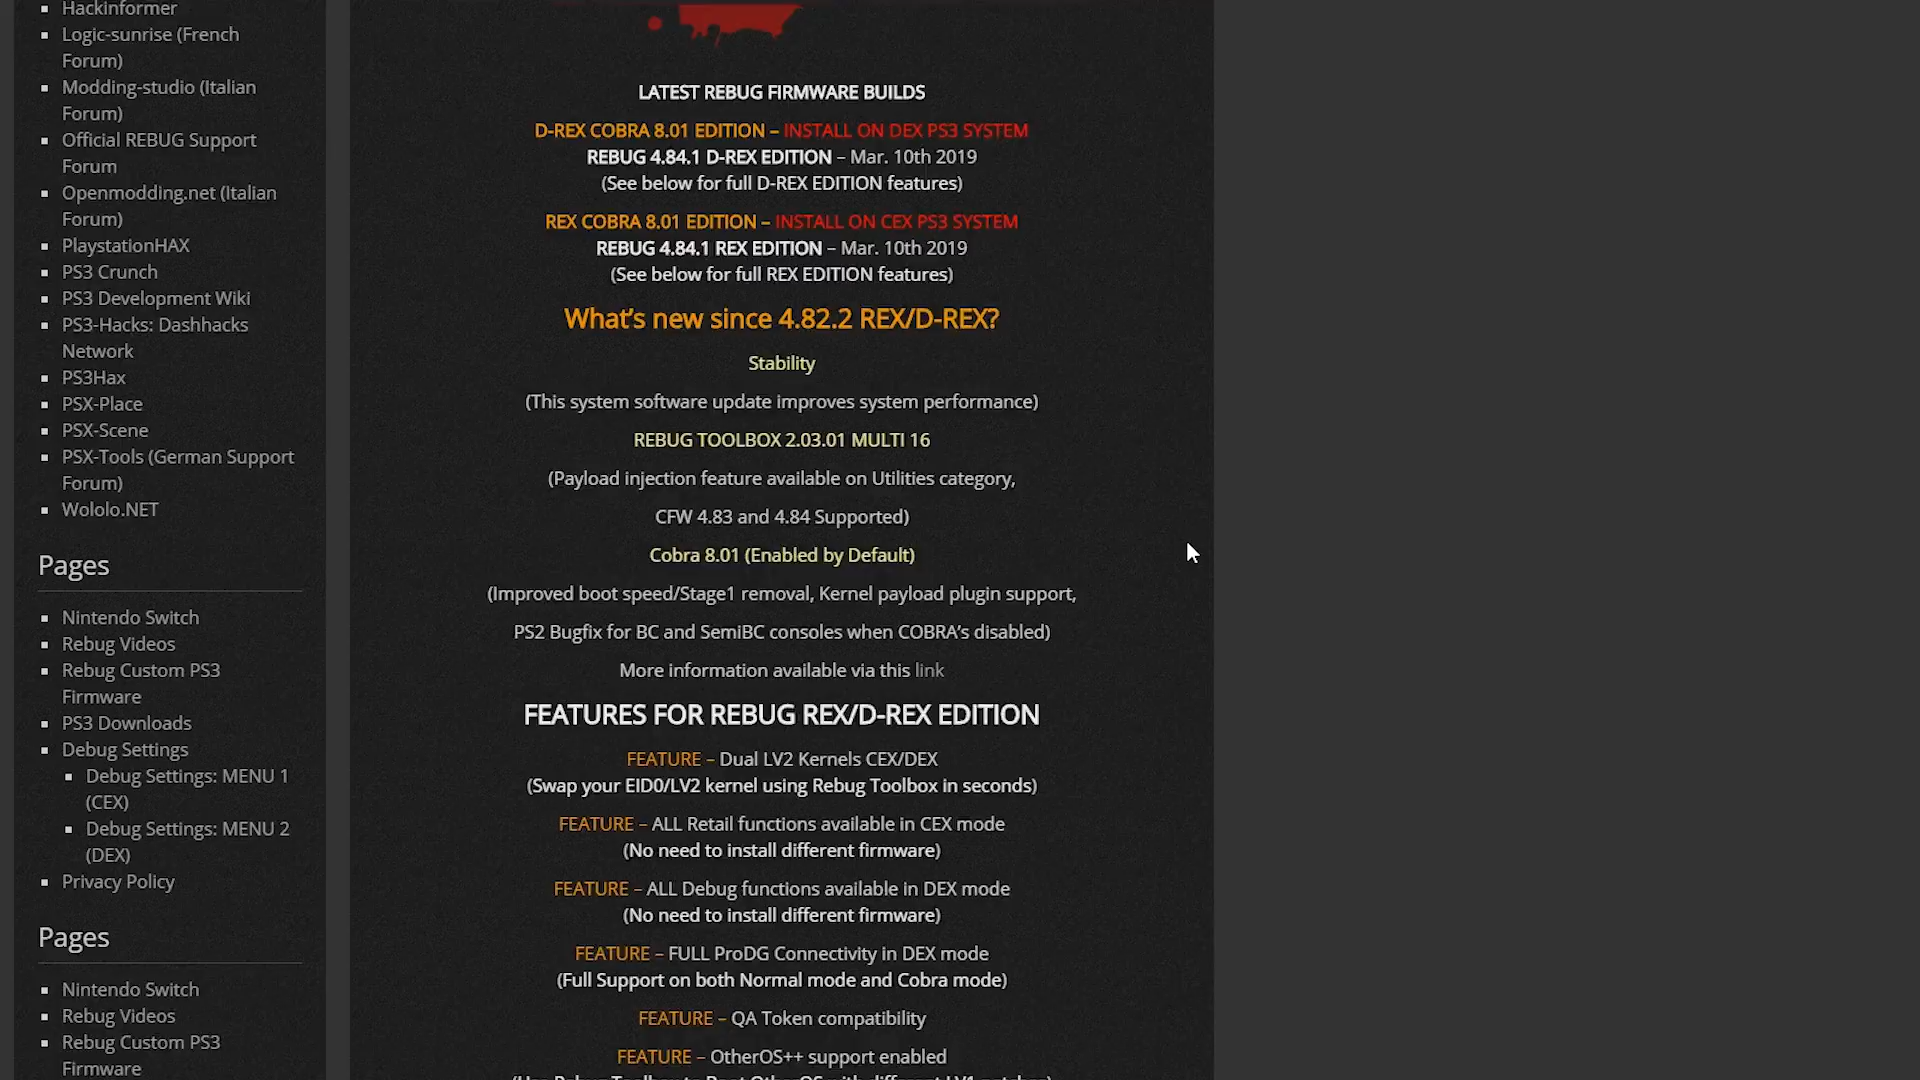 Hackinformer
Logic-sunrise (French
Forum)
Modding-studio (Italian
Forum)
Official REBUG Support
Forum
Openmodding.net (Italian
Forum)
PlaystationHAX
PS3 Crunch
PS3 Development Wiki
PS3-Hacks: Dashhacks
Network
PS3Hax
PSX-Place
PSX-Scene
PSX-Tools (German Support
Forum)
Wololo.NET
Pages
Nintendo Switch
Rebug Videos
Rebug Custom PS3
Firmware
PS3 Downloads
Debug Settings
Debug Settings: MENU 1
(CEX)
Debug Settings: MENU 2
(DEX)
Privacy Policy
Pages
Nintendo Switch
Rebug Videos
Rebug Custom PS3
Firmware
LATEST REBUG FIRMWARE BUILDS
D-REX COBRA 8.01 EDITION – INSTALL ON DEX PS3 SYSTEM
REBUG 4.84.1 D-REX EDITION – Mar. 10th 2019
(See below for full D-REX EDITION features)
REX COBRA 8.01 EDITION – INSTALL ON CEX PS3 SYSTEM
REBUG 4.84.1 REX EDITION – Mar. 10th 2019
(See below for full REX EDITION features)
What's new since 4.82.2 REX/D-REX?
Stability
(This system software update improves system performance)
REBUG TOOLBOX 2.03.01 MULTI 16
(Payload injection feature available on Utilities category,
CFW 4.83 and 4.84 Supported)
Cobra 8.01 (Enabled by Default)
(Improved boot speed/Stage1 removal, Kernel payload plugin support,
PS2 Bugfix for BC and SemiBC consoles when COBRA's disabled)
More information available via this link
FEATURES FOR REBUG REX/D-REX EDITION
FEATURE – Dual LV2 Kernels CEX/DEX
(Swap your EID0/LV2 kernel using Rebug Toolbox in seconds)
FEATURE – ALL Retail functions available in CEX mode
(No need to install different firmware)
FEATURE – ALL Debug functions available in DEX mode
(No need to install different firmware)
FEATURE – FULL ProDG Connectivity in DEX mode
(Full Support on both Normal mode and Cobra mode)
FEATURE – QA Token compatibility
FEATURE – OtherOS++ support enabled